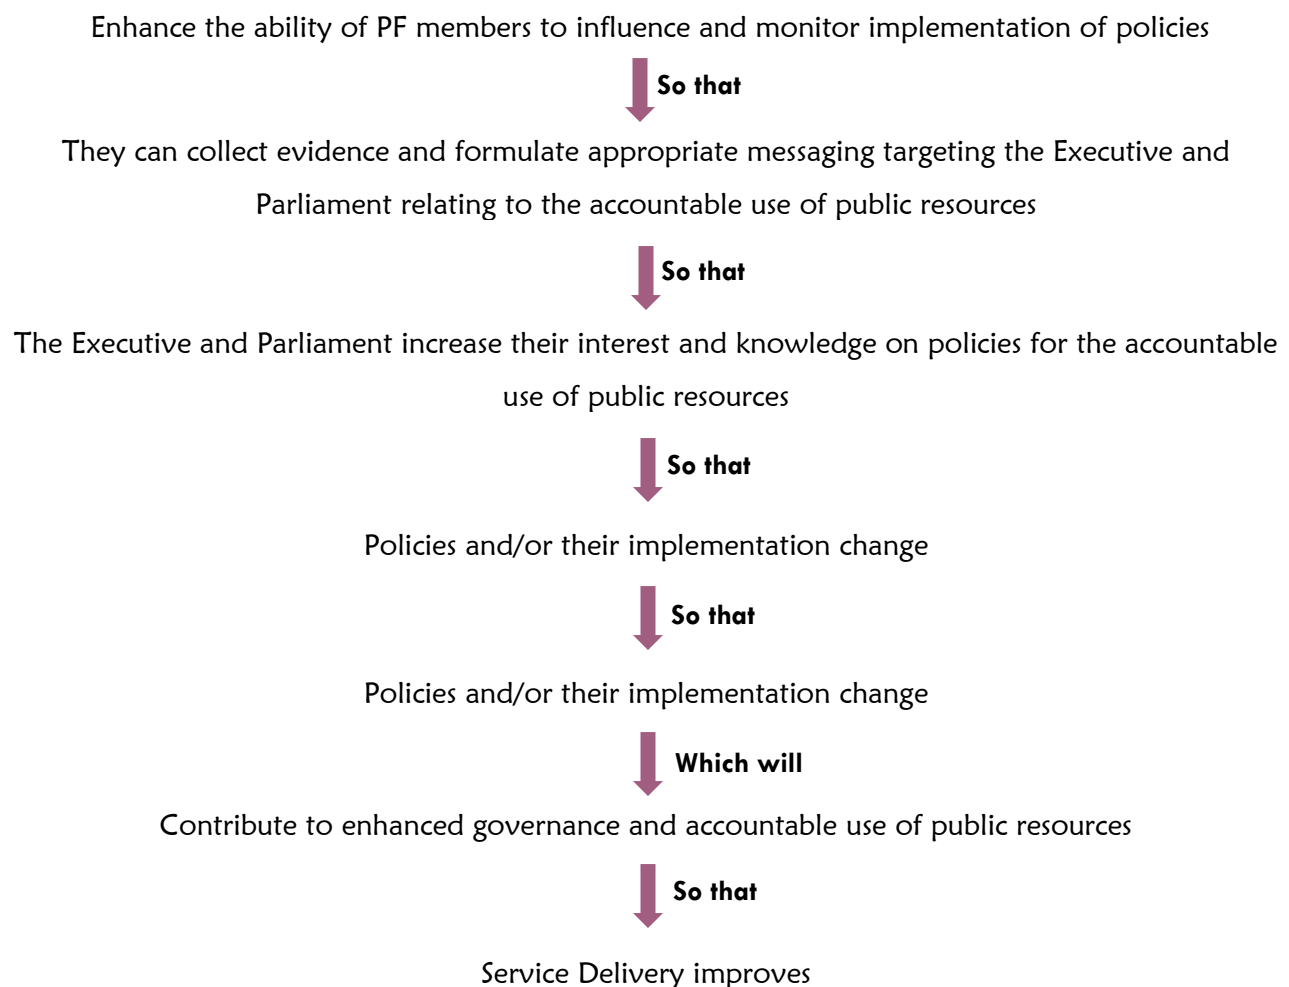 Enhance the ability of PF members to influence and monitor implementation of policies
So that
They can collect evidence and formulate appropriate messaging targeting the Executive and
Parliament relating to the accountable use of public resources
So that
The Executive and Parliament increase their interest and knowledge on policies for the accountable
use of public resources
So that
Policies and/or their implementation change
So that
Policies and/or their implementation change
Which will
Contribute to enhanced governance and accountable use of public resources
So that
Service Delivery improves